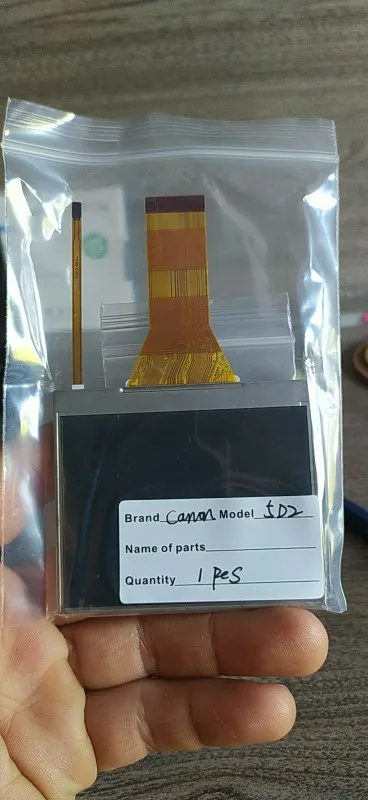 Brand Canon Model 5D2
Name of parts
Quantity 1 pcs